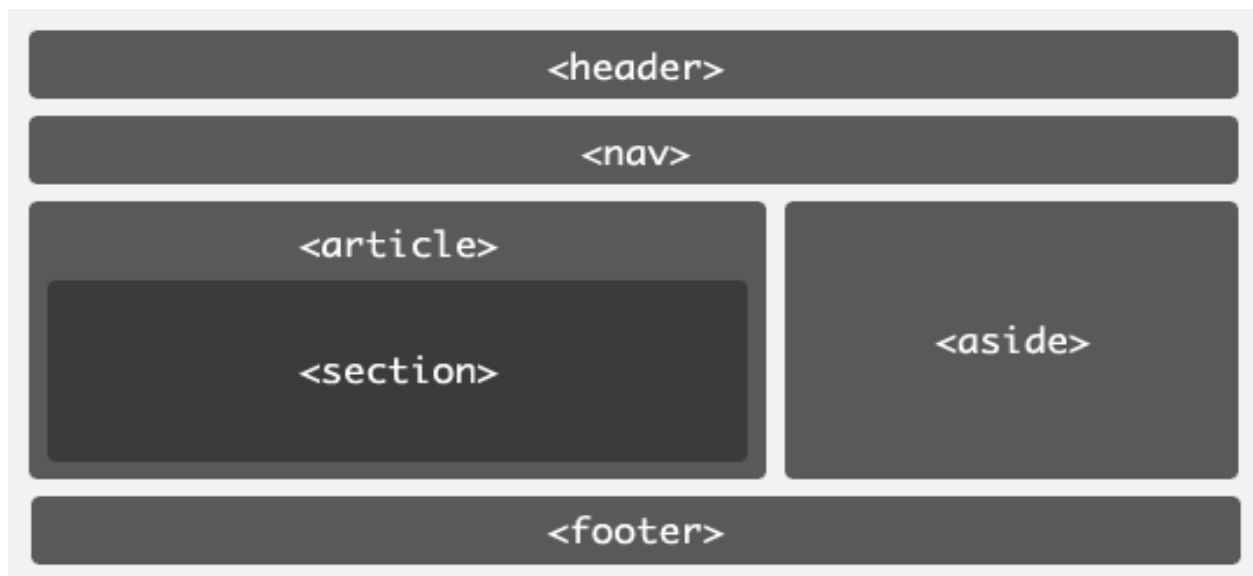 <header>
<nav>
<article>
<section>
<aside>
<footer>